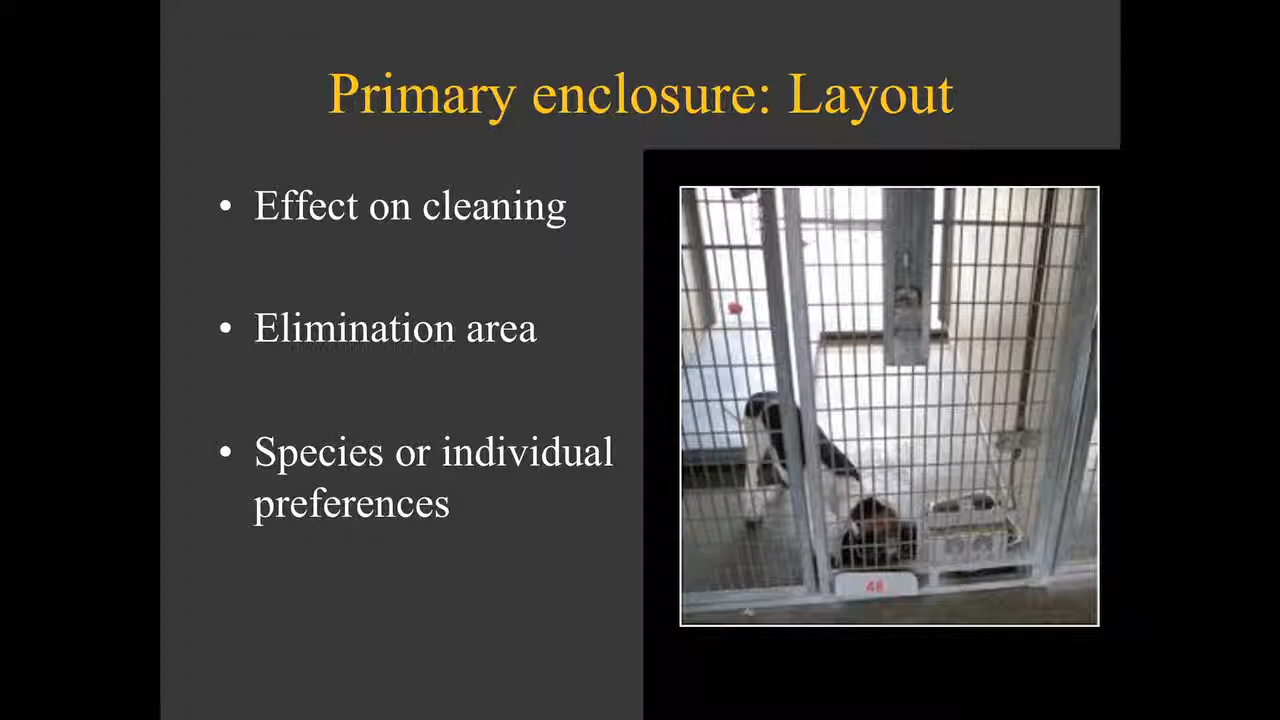 Primary enclosure: Layout
• Effect on cleaning
• Elimination area
• Species or individual
preferences
48